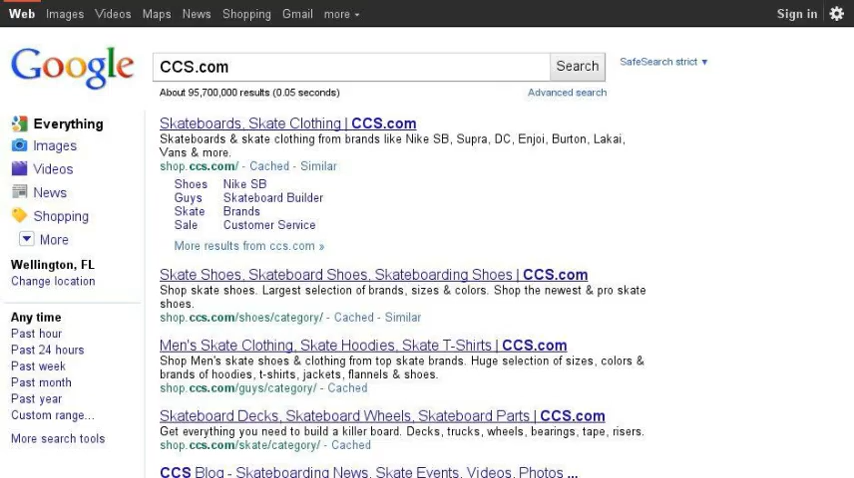 Web Images Videos Maps News Shopping Gmail more Sign in
Google
CCS.com Search SafeSearch strict ▼
About 95,700,000 results (0.05 seconds) Advanced search
Everything
Images
Videos
News
Shopping
More
Wellington, FL
Change location
Any time
Past hour
Past 24 hours
Past week
Past month
Past year
Custom range...
More search tools
Skateboards, Skate Clothing | CCS.com
Skateboards & skate clothing from brands like Nike SB, Supra, DC, Enjoi, Burton, Lakai,
Vans & more.
shop.ccs.com/ - Cached - Similar
Shoes Nike SB
Guys Skateboard Builder
Skate Brands
Sale Customer Service
More results from ccs.com »
Skate Shoes, Skateboard Shoes, Skateboarding Shoes | CCS.com
Shop skate shoes. Largest selection of brands, sizes & colors. Shop the newest & pro skate
shoes.
shop.ccs.com/shoes/category/ - Cached - Similar
Men's Skate Clothing, Skate Hoodies, Skate T-Shirts | CCS.com
Shop Men's skate shoes & clothing from top skate brands. Huge selection of sizes, colors &
brands of hoodies, t-shirts, jackets, flannels & shoes.
shop.ccs.com/guys/category/ - Cached
Skateboard Decks, Skateboard Wheels, Skateboard Parts | CCS.com
Get everything you need to build a killer board. Decks, trucks, wheels, bearings, tape, risers.
shop.ccs.com/skate/category/ - Cached
CCS Blog - Skateboarding News, Skate Events, Videos, Photos ...